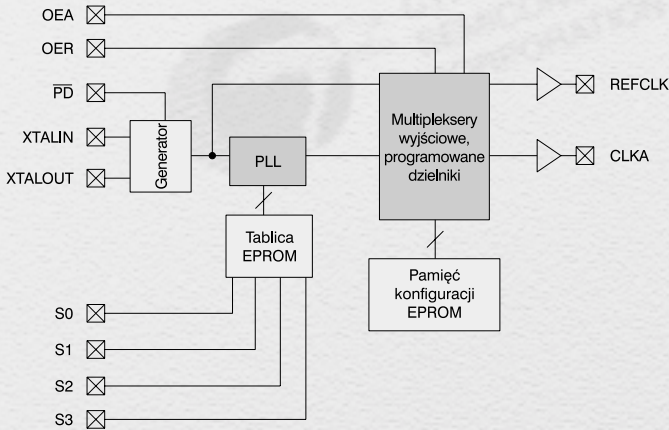 OEA
OER
PD
XTALIN
XTALOUT
Generator
PLL
Tablica
EPROM
Multipleksery
wyjściowe,
programowane
dzielniki
Pamięć
konfiguracji
EPROM
REFCLK
CLKA
S0
S1
S2
S3